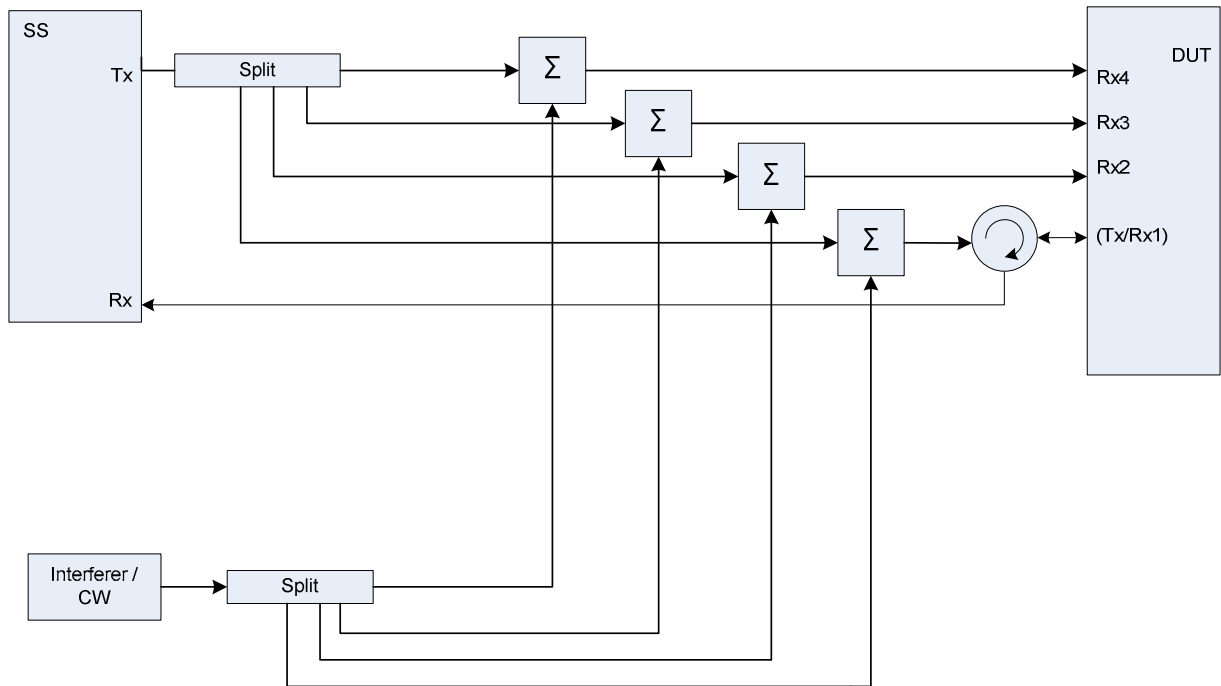 SS
Tx
Split
Σ
Rx4
DUT
Σ
Rx3
Σ
Rx2
Σ
(Tx/Rx1)
Rx
Interferer /
CW
Split